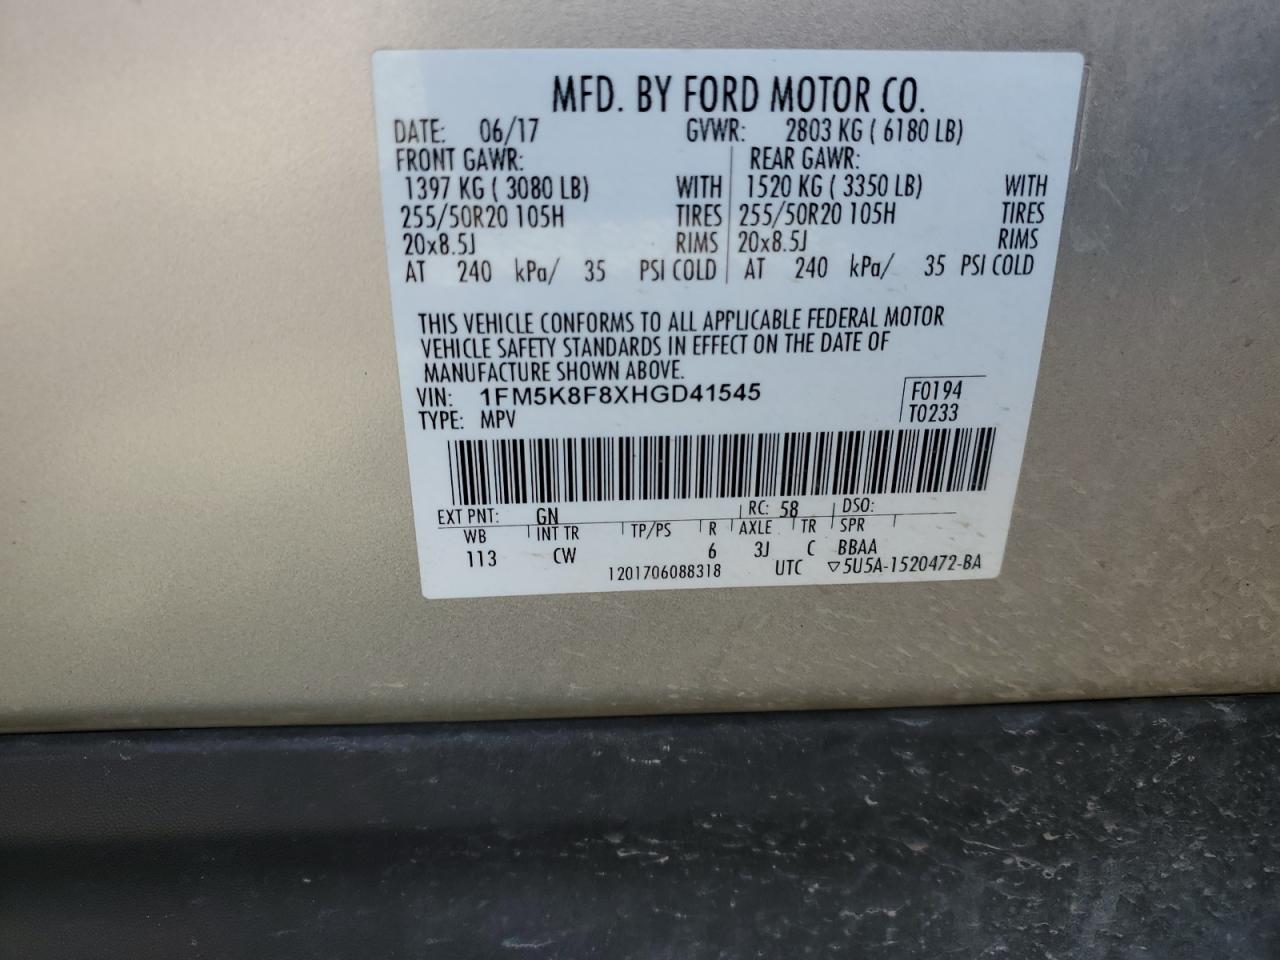 MFD. BY FORD MOTOR CO.
DATE: 06/17 GVWR: 2803 KG ( 6180 LB)
FRONT GAWR: REAR GAWR:
1397 KG ( 3080 LB) WITH 1520 KG ( 3350 LB) WITH
255/50R20 105H TIRES 255/50R20 105H TIRES
20x8.5J RIMS 20x8.5J RIMS
AT 240 kPa/ 35 PSI COLD AT 240 kPa/ 35 PSI COLD
THIS VEHICLE CONFORMS TO ALL APPLICABLE FEDERAL MOTOR
VEHICLE SAFETY STANDARDS IN EFFECT ON THE DATE OF
MANUFACTURE SHOWN ABOVE.
VIN: 1FM5K8F8XHGD41545 F0194
TYPE: MPV T0233
EXT PNT: GN RC: 58 DSO:
WB INT TR TP/PS R AXLE TR SPR
113 CW 6 3J C BBAA
1201706088318 UTC ▽5U5A-1520472-BA